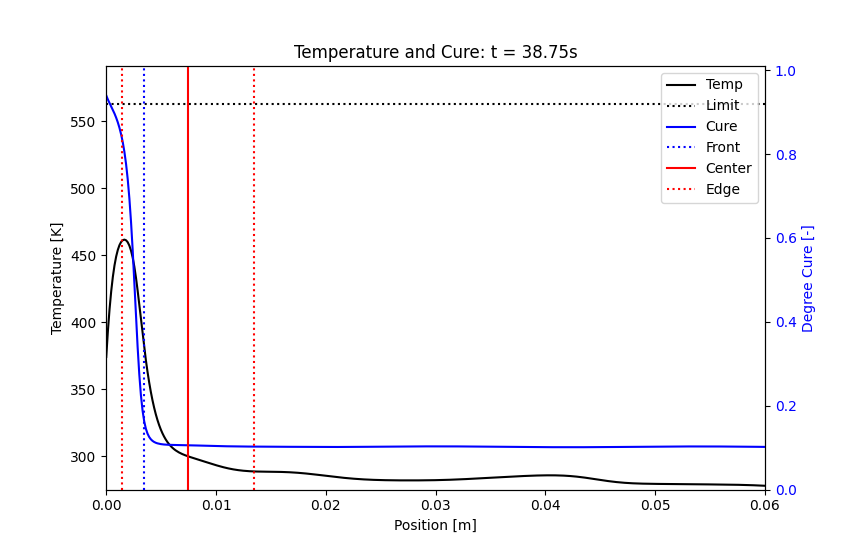 Temperature and Cure: t = 38.75s
Temp
Limit
Cure
Front
Center
Edge
Temperature [K]
550
500
450
400
350
300
1.0
0.8
0.6
0.4
0.2
0.0
Degree Cure [-]
0.00 0.01 0.02 0.03 0.04 0.05 0.06
Position [m]